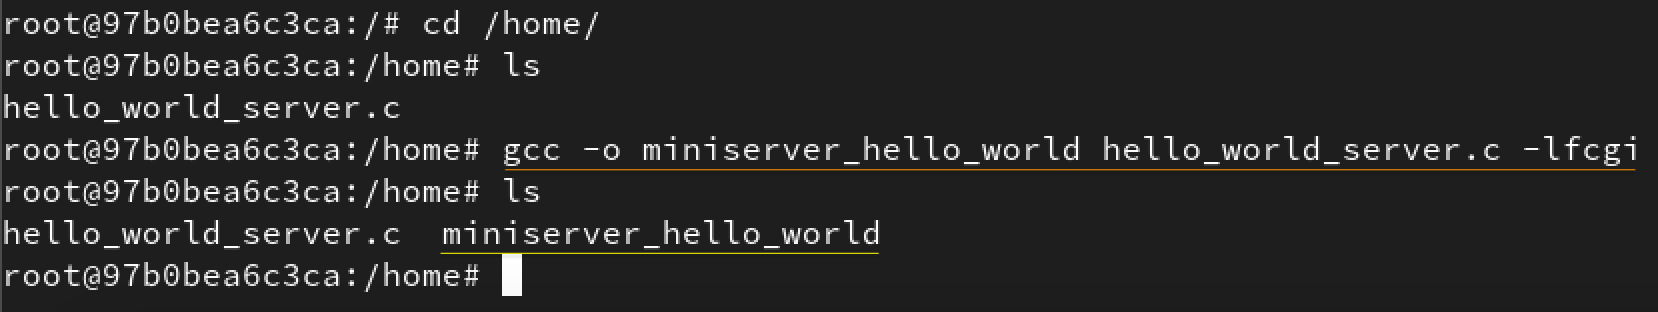 root@97b0bea6c3ca:/# cd /home/
root@97b0bea6c3ca:/home# ls
hello_world_server.c
root@97b0bea6c3ca:/home# gcc -o miniserver_hello_world hello_world_server.c -lfcgi
root@97b0bea6c3ca:/home# ls
hello_world_server.c  miniserver_hello_world
root@97b0bea6c3ca:/home#